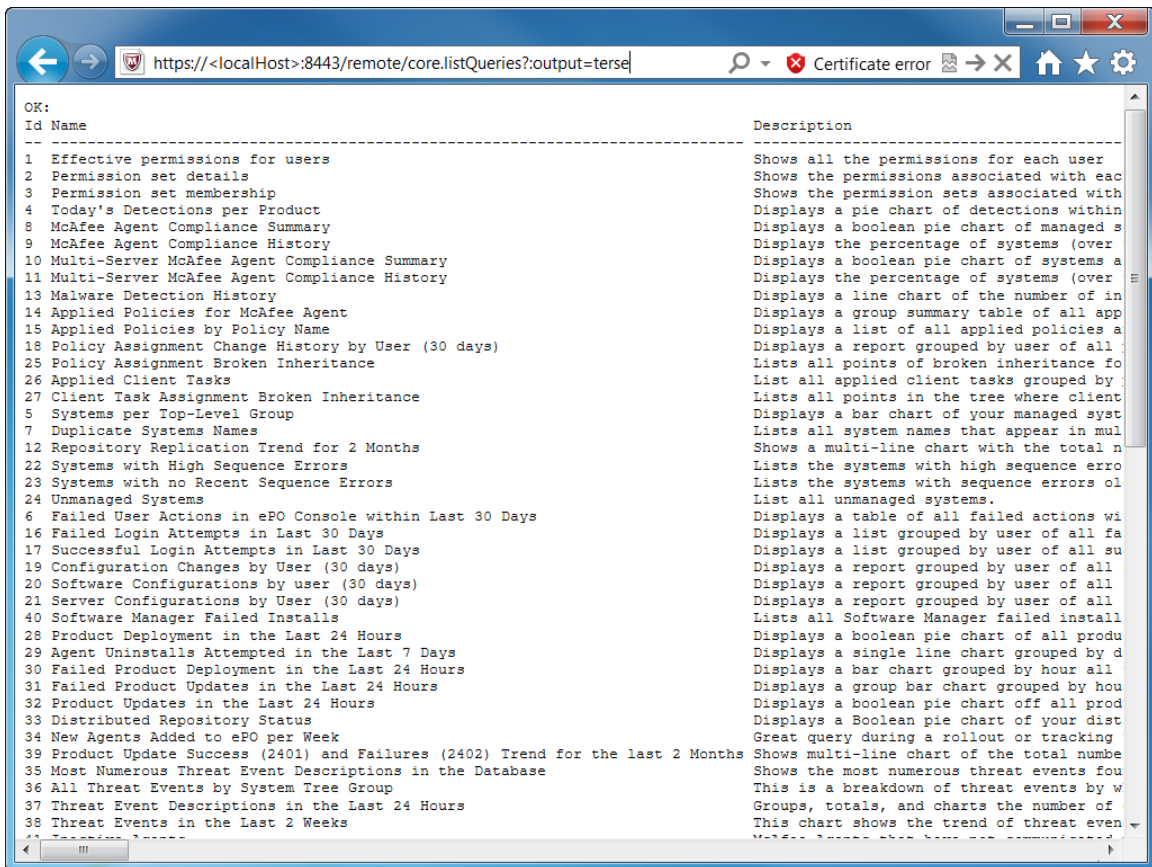 https://<localHost>:8443/remote/core.listQueries?:output=terse Certificate error
OK:
Id Name Description
-- ---------------------------------------------------------------------------- -----------------------------------------
1 Effective permissions for users Shows all the permissions for each user
2 Permission set details Shows the permissions associated with eac
3 Permission set membership Shows the permission sets associated with
4 Today's Detections per Product Displays a pie chart of detections within
8 McAfee Agent Compliance Summary Displays a boolean pie chart of managed s
9 McAfee Agent Compliance History Displays the percentage of systems (over
10 Multi-Server McAfee Agent Compliance Summary Displays a boolean pie chart of systems a
11 Multi-Server McAfee Agent Compliance History Displays the percentage of systems (over
13 Malware Detection History Displays a line chart of the number of in
14 Applied Policies for McAfee Agent Displays a group summary table of all app
15 Applied Policies by Policy Name Displays a list of all applied policies a
18 Policy Assignment Change History by User (30 days) Displays a report grouped by user of all
25 Policy Assignment Broken Inheritance Lists all points of broken inheritance fo
26 Applied Client Tasks List all applied client tasks grouped by
27 Client Task Assignment Broken Inheritance Lists all points in the tree where client
5 Systems per Top-Level Group Displays a bar chart of your managed syst
7 Duplicate Systems Names Lists all system names that appear in mul
12 Repository Replication Trend for 2 Months Shows a multi-line chart with the total n
22 Systems with High Sequence Errors Lists the systems with high sequence erro
23 Systems with no Recent Sequence Errors Lists the systems with sequence errors ol
24 Unmanaged Systems List all unmanaged systems.
6 Failed User Actions in ePO Console within Last 30 Days Displays a table of all failed actions wi
16 Failed Login Attempts in Last 30 Days Displays a list grouped by user of all fa
17 Successful Login Attempts in Last 30 Days Displays a list grouped by user of all su
19 Configuration Changes by User (30 days) Displays a report grouped by user of all
20 Software Configurations by user (30 days) Displays a report grouped by user of all
21 Server Configurations by User (30 days) Displays a report grouped by user of all
40 Software Manager Failed Installs Lists all Software Manager failed install
28 Product Deployment in the Last 24 Hours Displays a boolean pie chart of all produ
29 Agent Uninstalls Attempted in the Last 7 Days Displays a single line chart grouped by d
30 Failed Product Deployment in the Last 24 Hours Displays a bar chart grouped by hour all
31 Failed Product Updates in the Last 24 Hours Displays a group bar chart grouped by hou
32 Product Updates in the Last 24 Hours Displays a boolean pie chart off all prod
33 Distributed Repository Status Displays a Boolean pie chart of your dist
34 New Agents Added to ePO per Week Great query during a rollout or tracking
39 Product Update Success (2401) and Failures (2402) Trend for the last 2 Months Shows multi-line chart of the total numbe
35 Most Numerous Threat Event Descriptions in the Database Shows the most numerous threat events fou
36 All Threat Events by System Tree Group This is a breakdown of threat events by w
37 Threat Event Descriptions in the Last 24 Hours Groups, totals, and charts the number of
38 Threat Events in the Last 2 Weeks This chart shows the trend of threat even